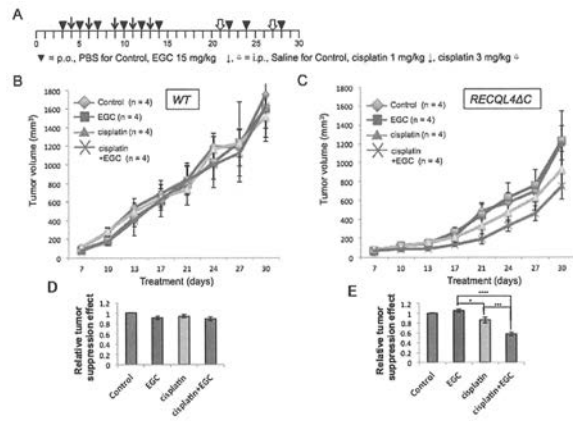 A
0 5 10 15 20 25 30
▼ = p.o., PBS for Control, EGC 15 mg/kg ↓, ⇩ = i.p., Saline for Control, cisplatin 1 mg/kg ↓, cisplatin 3 mg/kg ⇩
B
WT
Control (n = 4)
EGC (n = 4)
cisplatin (n = 4)
cisplatin
+EGC (n = 4)
Tumor volume (mm³)
1800
1600
1400
1200
1000
800
600
400
200
0
7 10 13 17 21 24 27 30
Treatment (days)
C
RECQL4ΔC
Control (n = 4)
EGC (n = 4)
cisplatin (n = 4)
cisplatin
+EGC (n = 4)
Tumor volume (mm³)
1800
1600
1400
1200
1000
800
600
400
200
0
7 10 13 17 21 24 27 30
Treatment (days)
D
Relative tumor
suppression effect
1.2
1
0.8
0.6
0.4
0.2
0
Control
EGC
cisplatin
cisplatin+EGC
E
Relative tumor
suppression effect
1.2
1
0.8
0.6
0.4
0.2
0
****
*
***
Control
EGC
cisplatin
cisplatin+EGC